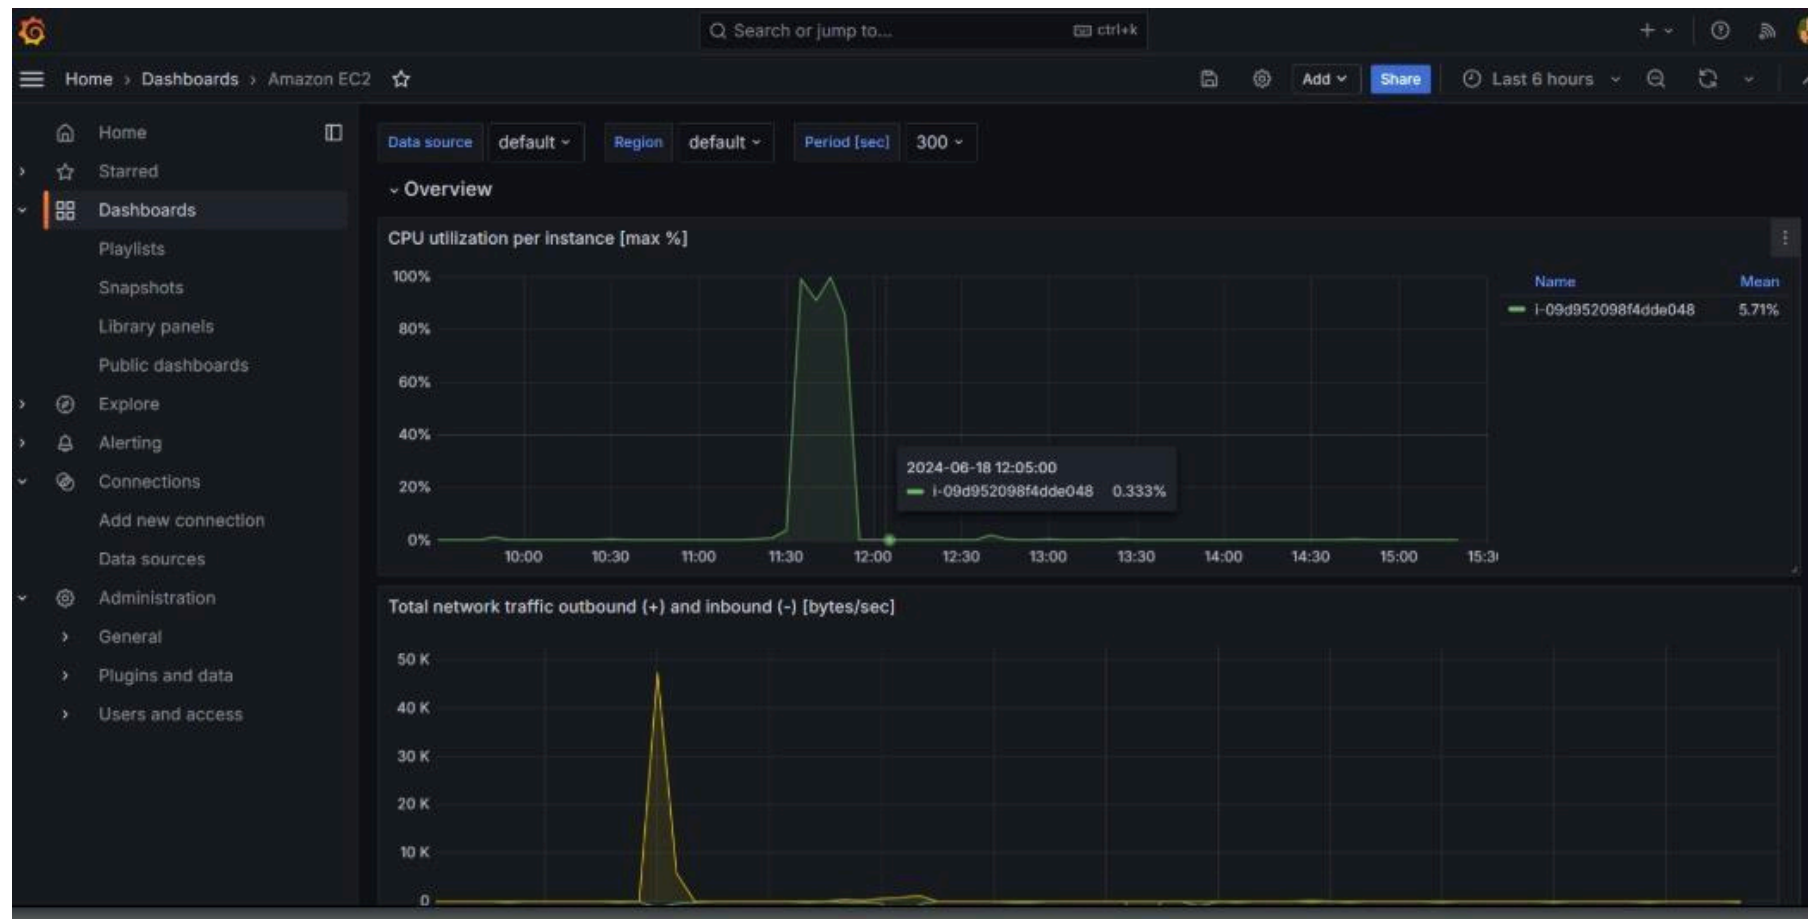 Search or jump to... ctrl+k
Home › Dashboards › Amazon EC2 Add Share Last 6 hours
Home
Starred
Dashboards
Playlists
Snapshots
Library panels
Public dashboards
Explore
Alerting
Connections
Add new connection
Data sources
Administration
General
Plugins and data
Users and access
Data source default Region default Period [sec] 300
Overview
CPU utilization per instance [max %]
100%
80%
60%
40%
20%
0%
10:00 10:30 11:00 11:30 12:00 12:30 13:00 13:30 14:00 14:30 15:00
Name Mean
i-09d952098f4dde048 5.71%
2024-06-18 12:05:00
i-09d952098f4dde048 0.333%
Total network traffic outbound (+) and inbound (-) [bytes/sec]
50 K
40 K
30 K
20 K
10 K
0